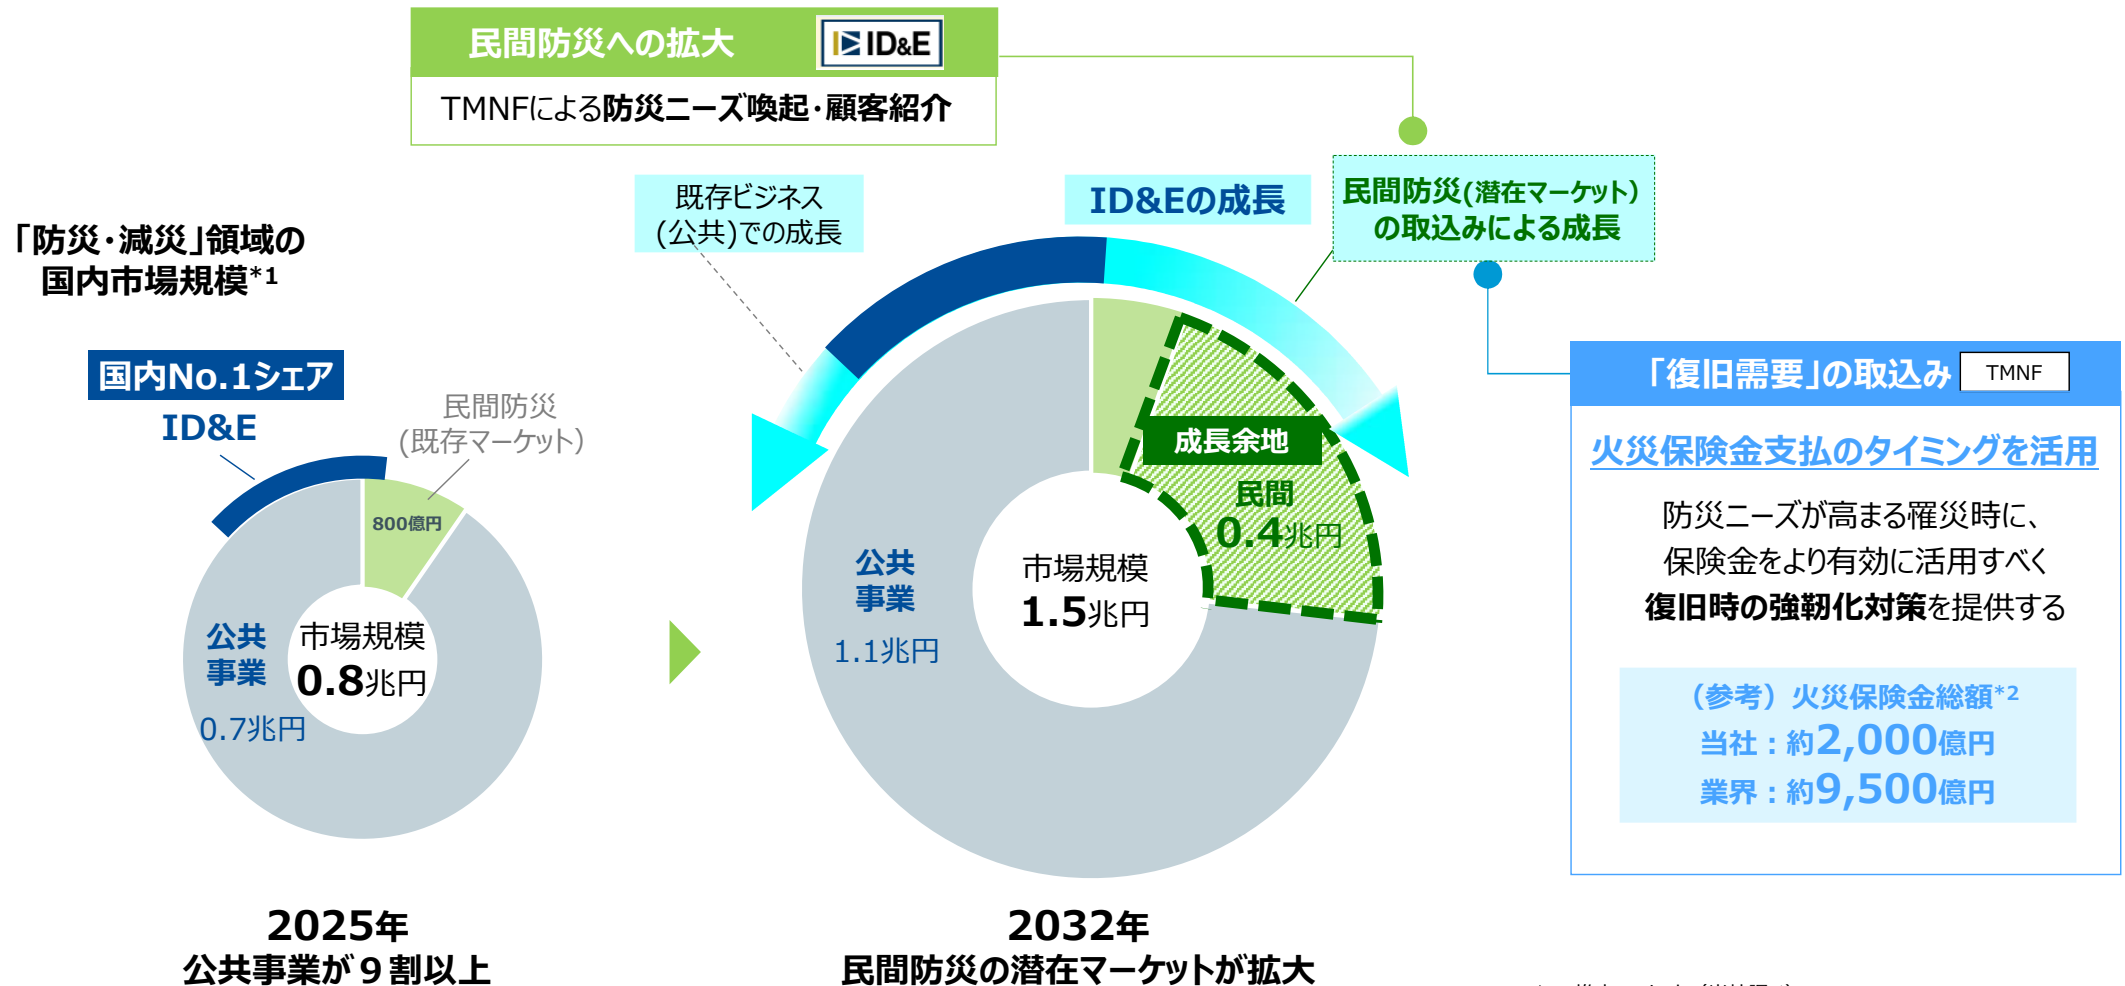 民間防災への拡大
ID&E
TMNFによる防災ニーズ喚起・顧客紹介
「防災・減災」領域の
国内市場規模*1
国内No.1シェア
ID&E
民間防災
(既存マーケット)
800億円
公共
事業
0.7兆円
市場規模
0.8兆円
2025年
公共事業が９割以上
既存ビジネス
(公共)での成長
ID&Eの成長
民間防災(潜在マーケット)
の取込みによる成長
成長余地
民間
0.4兆円
公共
事業
1.1兆円
市場規模
1.5兆円
2032年
民間防災の潜在マーケットが拡大
「復旧需要」の取込み
TMNF
火災保険金支払のタイミングを活用
防災ニーズが高まる罹災時に、
保険金をより有効に活用すべく
復旧時の強靭化対策を提供する
（参考）火災保険金総額*2
当社：約2,000億円
業界：約9,500億円